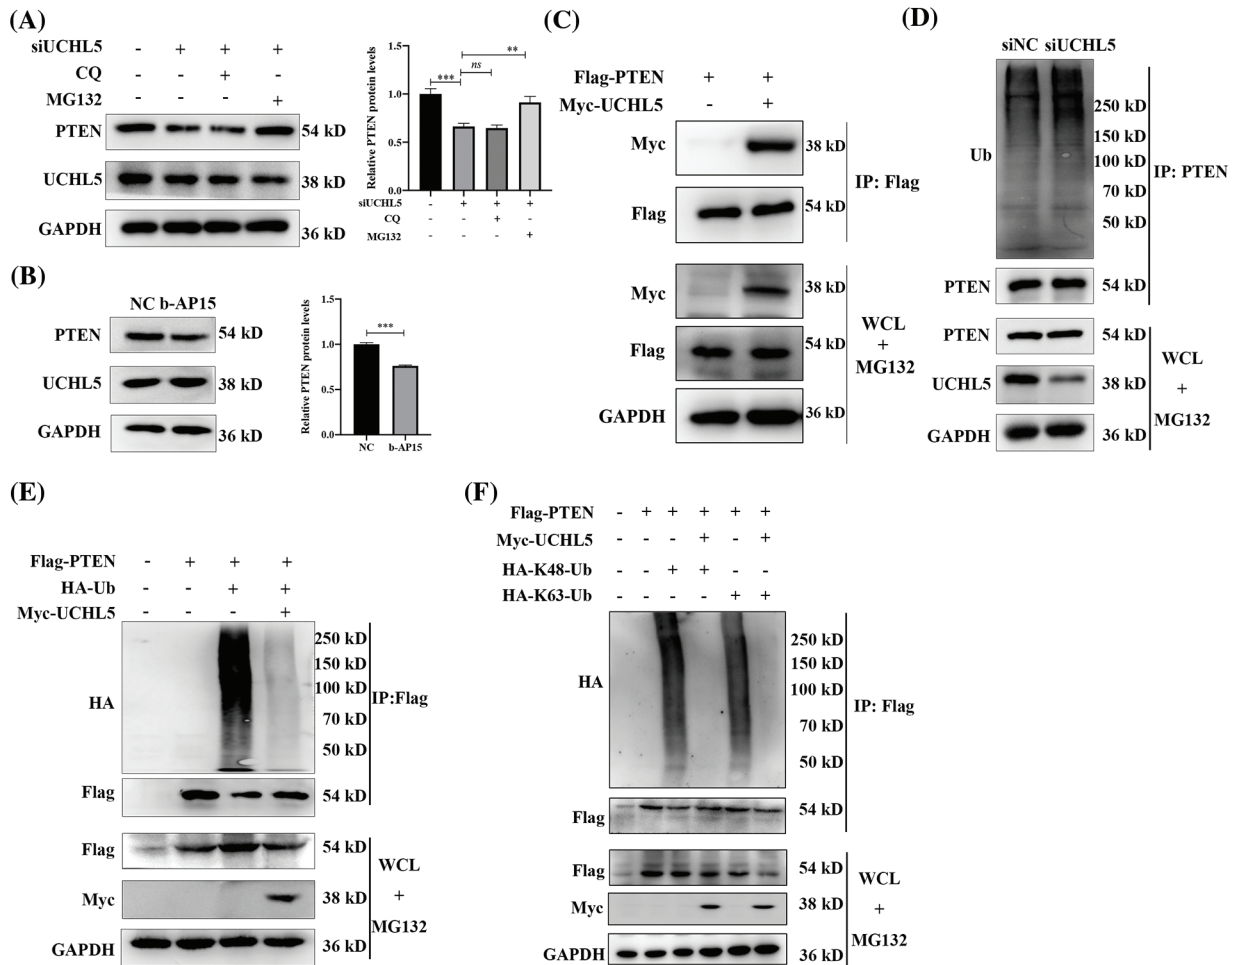 (A)
siUCHL5 - + + +
CQ - - + -
MG132 - - - +
PTEN 54 kD
UCHL5 38 kD
GAPDH 36 kD
Relative PTEN protein levels
1.5
1.0
0.5
0.0
*** ns **
siUCHL5 - + + +
CQ - - + -
MG132 - - - +
(B)
NC b-AP15
PTEN 54 kD
UCHL5 38 kD
GAPDH 36 kD
Relative PTEN protein levels
1.5
1.0
0.5
0.0
***
NC b-AP15
(C)
Flag-PTEN + +
Myc-UCHL5 - +
Myc 38 kD
Flag 54 kD
IP: Flag
Myc 38 kD
Flag 54 kD
GAPDH 36 kD
WCL
+
MG132
(D)
siNC siUCHL5
Ub
250 kD
150 kD
100 kD
70 kD
50 kD
PTEN 54 kD
IP: PTEN
PTEN 54 kD
UCHL5 38 kD
GAPDH 36 kD
WCL
+
MG132
(E)
Flag-PTEN - + + +
HA-Ub - - + +
Myc-UCHL5 - - - +
HA
250 kD
150 kD
100 kD
70 kD
50 kD
Flag 54 kD
IP:Flag
Flag 54 kD
Myc 38 kD
GAPDH 36 kD
WCL
+
MG132
(F)
Flag-PTEN - + + + + +
Myc-UCHL5 - - - + - +
HA-K48-Ub - - + + - -
HA-K63-Ub - - - - + +
HA
250 kD
150 kD
100 kD
70 kD
50 kD
Flag 54 kD
IP: Flag
Flag 54 kD
Myc 38 kD
GAPDH 36 kD
WCL
+
MG132